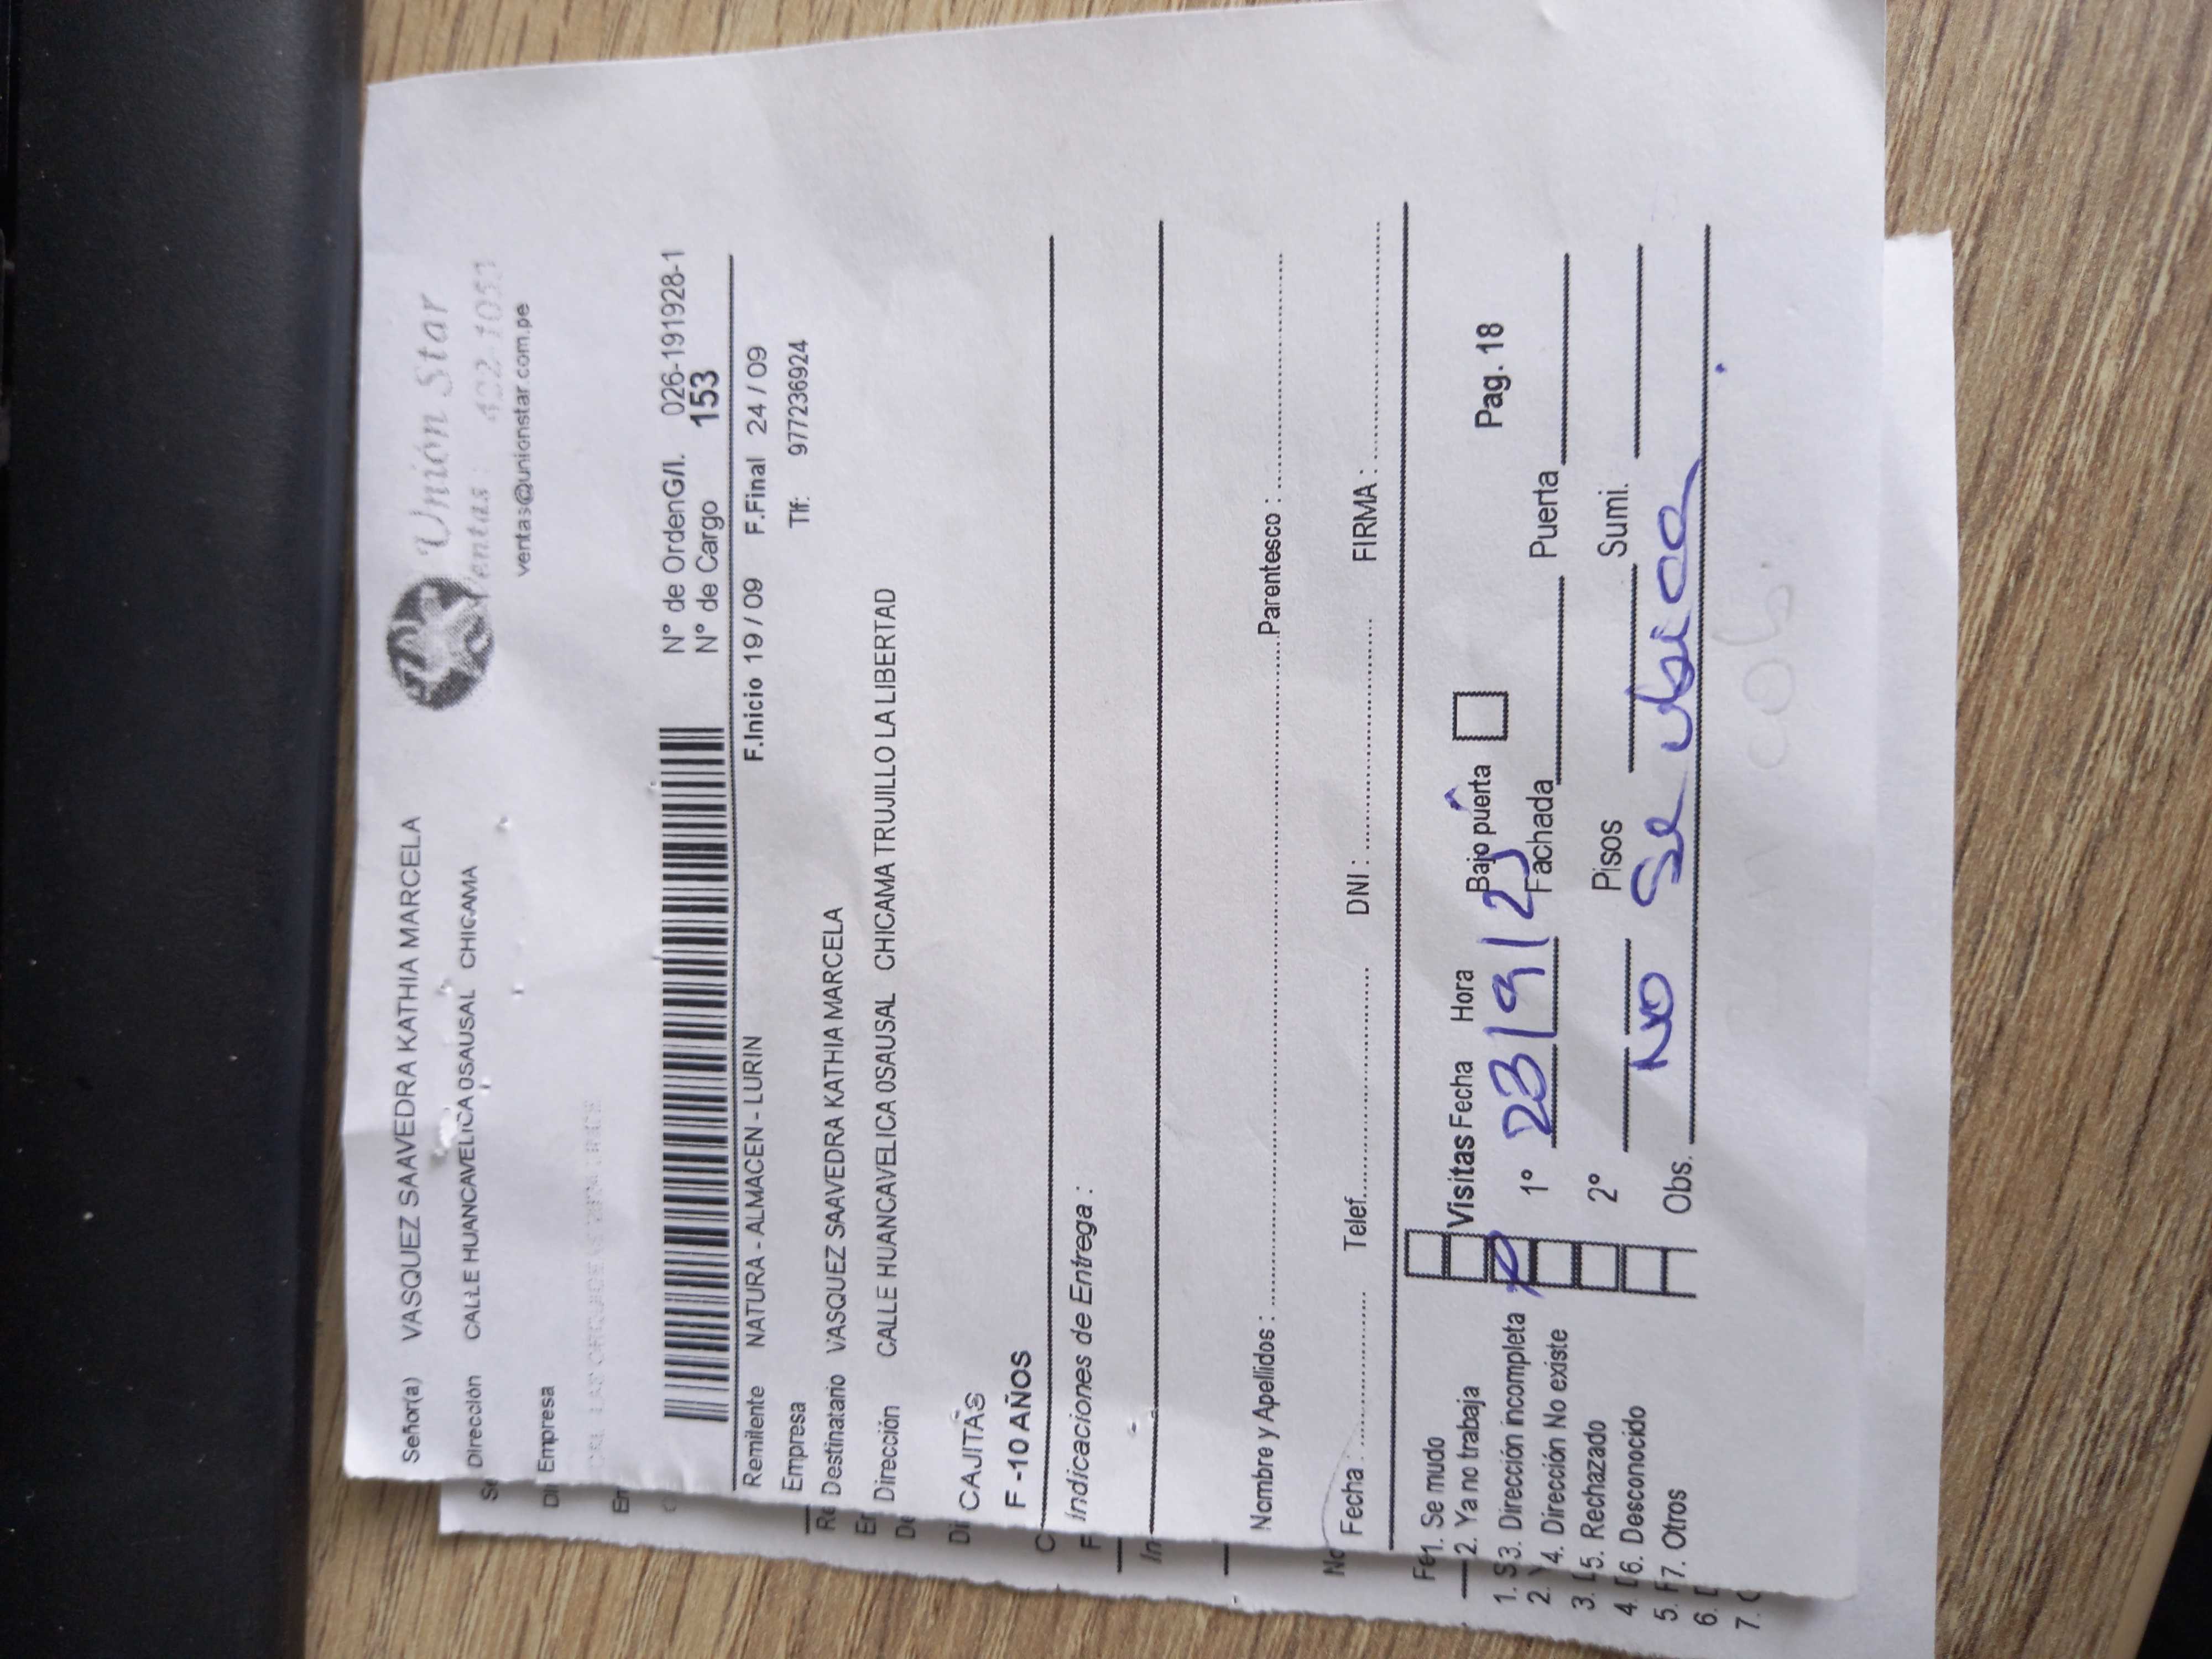 Señor(a) VASQUEZ SAAVEDRA KATHIA MARCELA
Unión Star
Dirección CALLE HUANCAVELICA 0SAUSAL CHICAMA
Ventas :
ventas@unionstar.com.pe
Empresa
N° de OrdenG/I. 026-191928-1
N° de Cargo 153
Remitente NATURA - ALMACEN - LURIN F.Inicio 19 / 09 F.Final 24 / 09
Empresa Tlf: 977236924
Destinatario VASQUEZ SAAVEDRA KATHIA MARCELA
Dirección CALLE HUANCAVELICA 0SAUSAL CHICAMA TRUJILLO LA LIBERTAD
CAJITAS
F -10 AÑOS
Indicaciones de Entrega :
Nombre y Apellidos : Parentesco :
Fecha : Telef. DNI : FIRMA :
1. Se mudo
2. Ya no trabaja Visitas Fecha Hora Bajo puerta Pag. 18
3. Dirección incompleta 1° 23/9/25 Fachada Puerta
4. Dirección No existe
5. Rechazado 2° Pisos Sumi.
6. Desconocido
7. Otros Obs. No se ubica